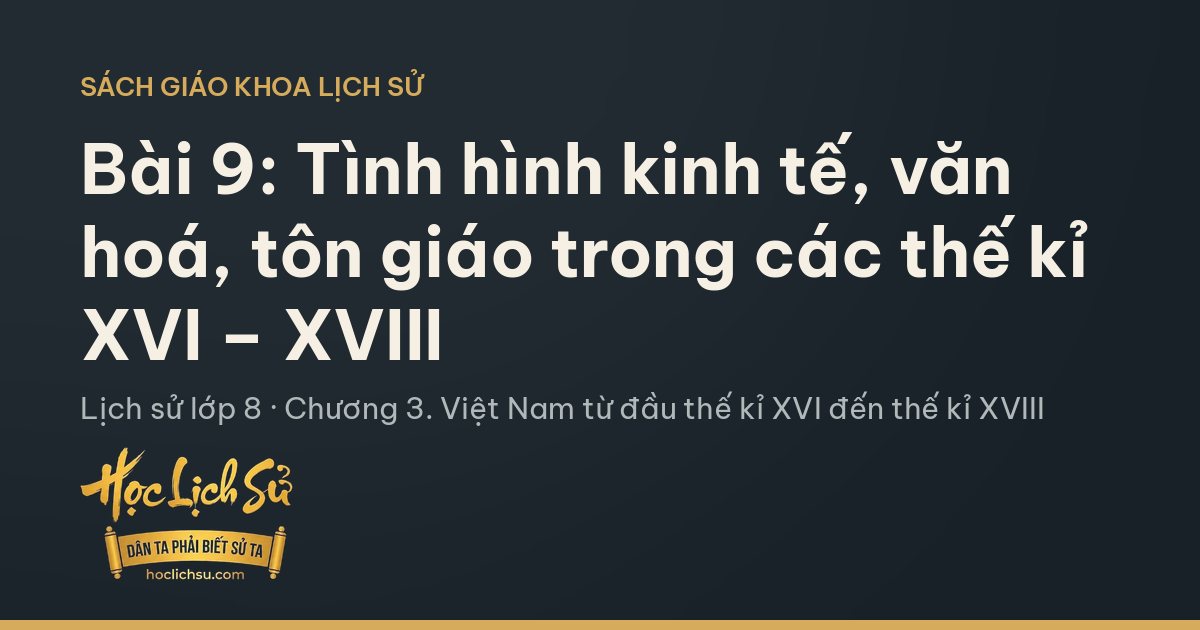 SÁCH GIÁO KHOA LỊCH SỬ
Bài 9: Tình hình kinh tế, văn
hoá, tôn giáo trong các thế kỉ
XVI – XVIII
Lịch sử lớp 8 · Chương 3. Việt Nam từ đầu thế kỉ XVI đến thế kỉ XVIII
Học Lịch Sử
DÂN TA PHẢI BIẾT SỬ TA
hoclichsu.com